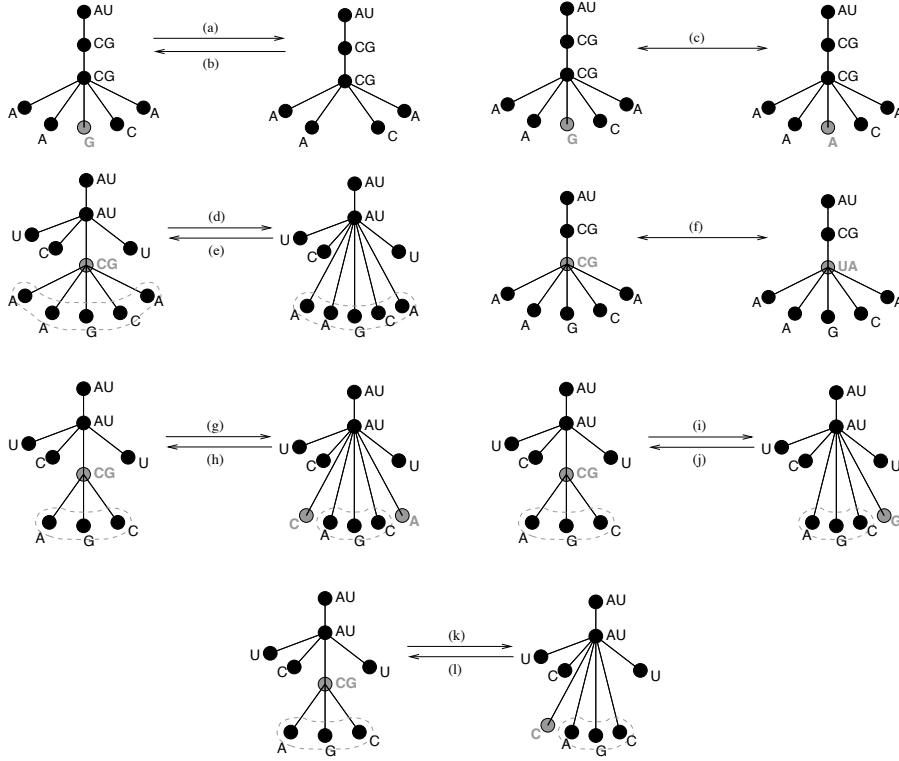 AU AU AU AU
(a)
CG CG CG CG
(c)
(b)
CG CG CG CG
A A A A A A A A
A G C A C A G C A A C
AU AU AU AU
AU (d) AU CG (f) CG
U C U (e) U C U
CG CG UA
A A A A A A
A G C A A G C A A G C A G C
AU AU AU AU
AU (g) AU AU (i) AU
U C U (h) U C U U C U (j) U C U
CG CG
C A G
A G C A G C A G C A G C
AU AU
AU (k) AU
U C U (l) U C U
CG
C
A G C A G C